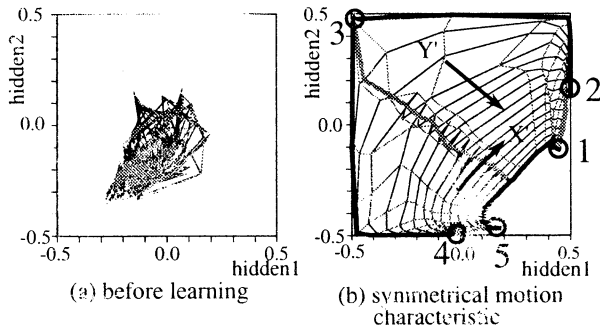 0.5
(a)
hidden2
0.0
-0.5
-0.5
0.0
0.5
hidden1
(a) before learning
0.5
(b)
hidden2
3
Y'
2
0.0
X'
1
-0.5
4
5
-0.5
0.0
0.5
hidden1
(b) symmetrical motion
characteristic